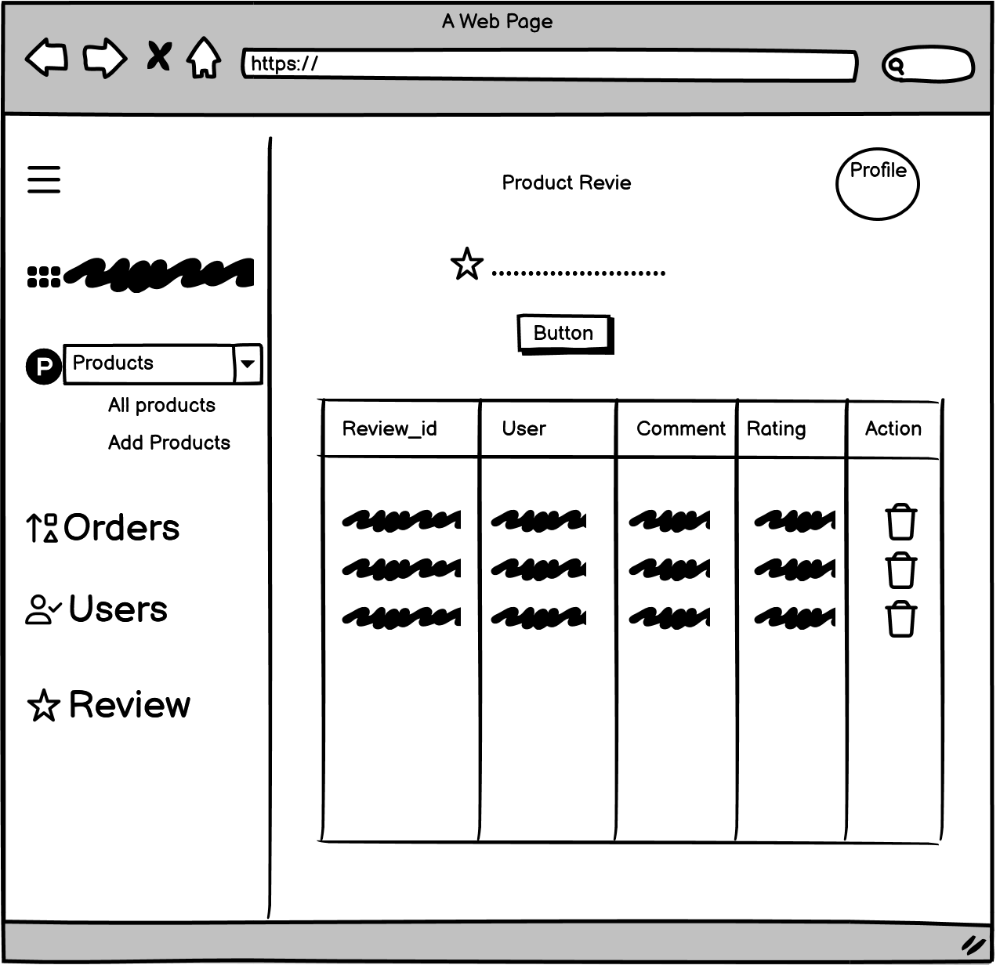 A Web Page
https://
Product Revie
Profile
Button
P
Products
All products
Add Products
Orders
Users
Review
Review_id
User
Comment
Rating
Action